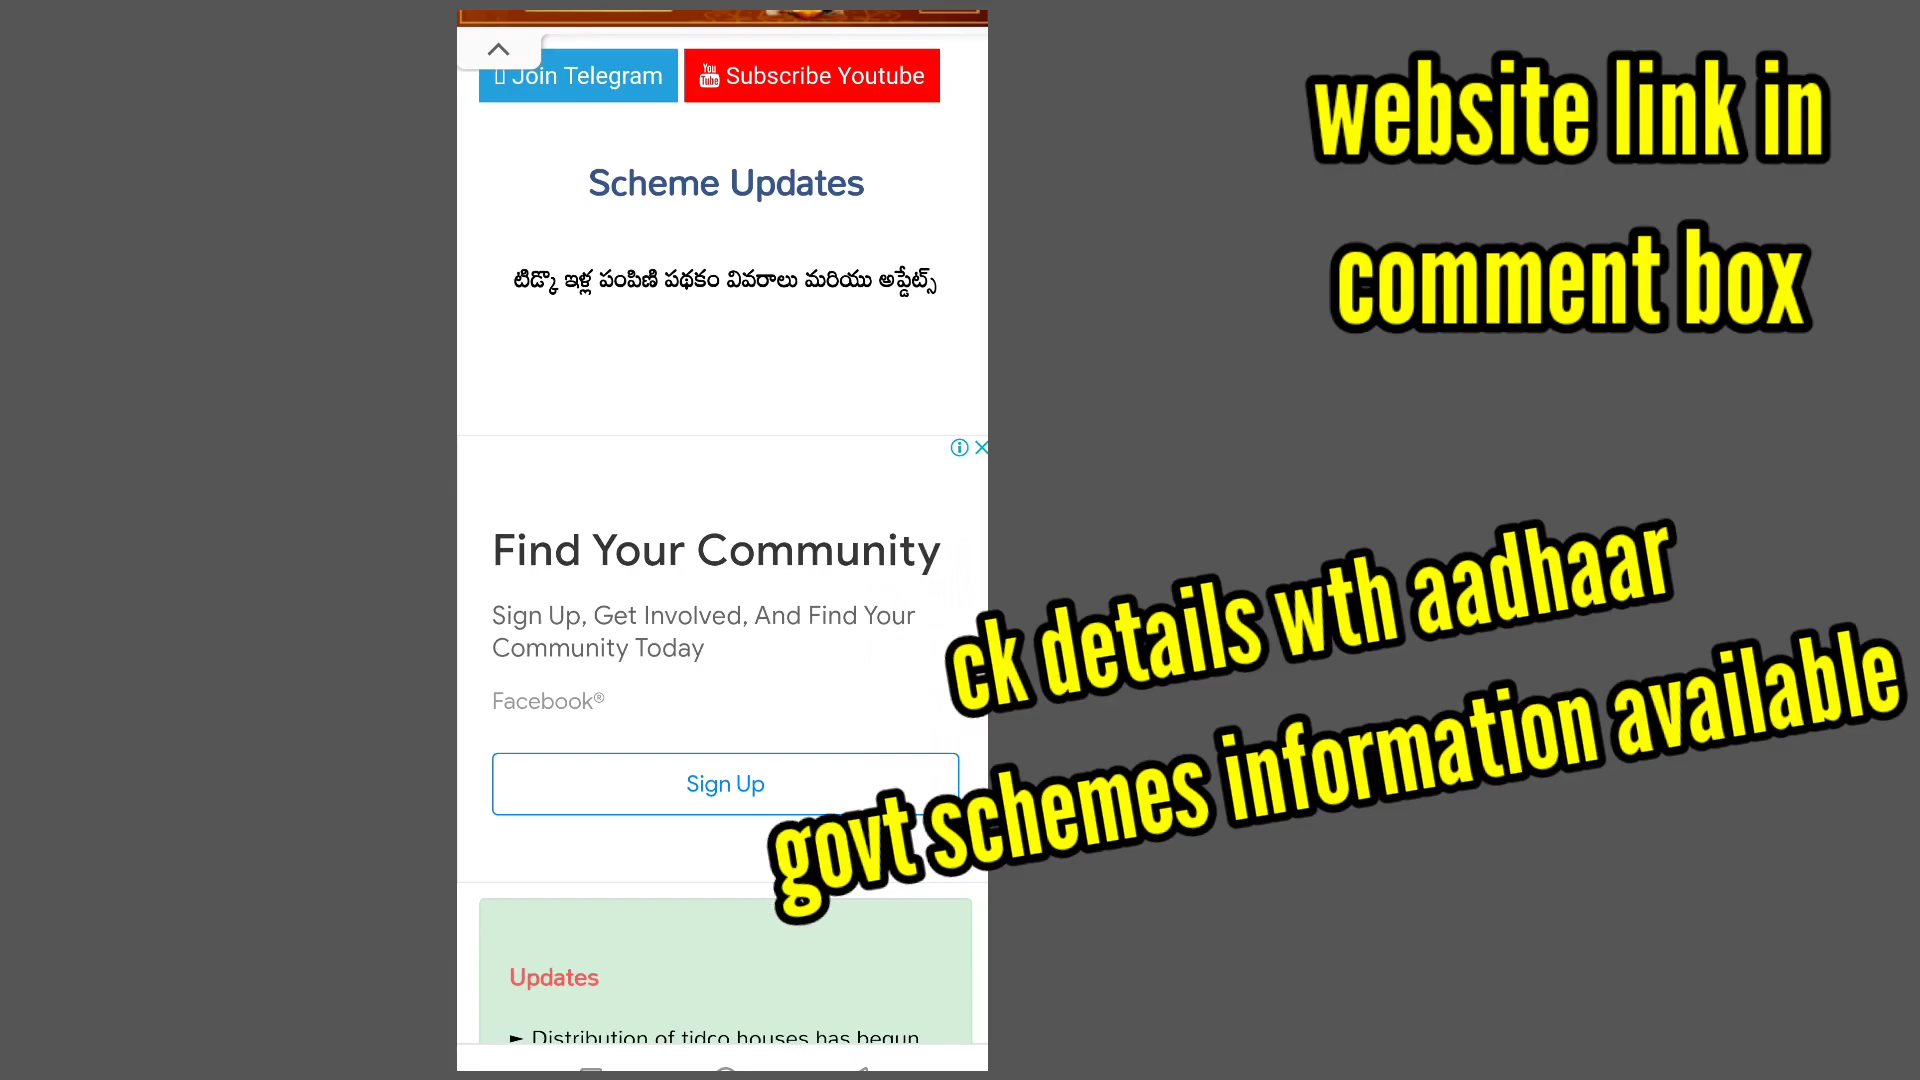 Join Telegram
You Tube Subscribe Youtube
Scheme Updates
టిడ్కొ ఇళ్ల పంపిణి పథకం వివరాలు మరియు అప్డేట్స్
Find Your Community
Sign Up, Get Involved, And Find Your
Community Today
Facebook®
Sign Up
Updates
► Distribution of tidco houses has begun
website link in
comment box
ck details wth aadhaar
govt schemes information available